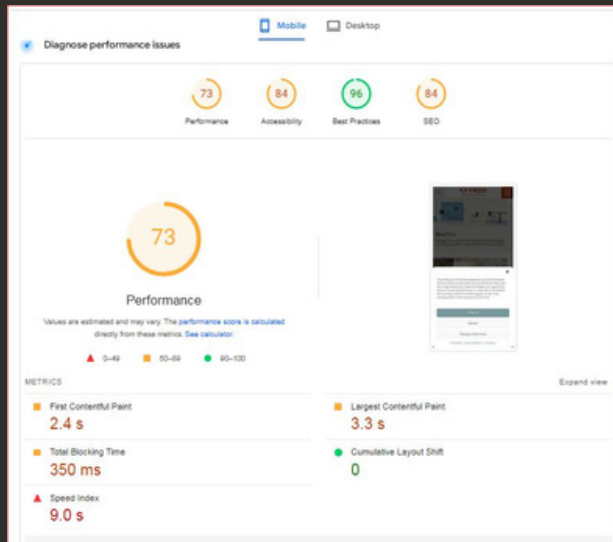 Mobile Desktop
Diagnose performance issues
73 84 96 84
Performance Accessibility Best Practices SEO
73
Performance
Values are estimated and may vary. The performance score is calculated
directly from these metrics. See calculator.
0–49 50–89 90–100
METRICS Expand view
First Contentful Paint
2.4 s
Largest Contentful Paint
3.3 s
Total Blocking Time
350 ms
Cumulative Layout Shift
0
Speed Index
9.0 s